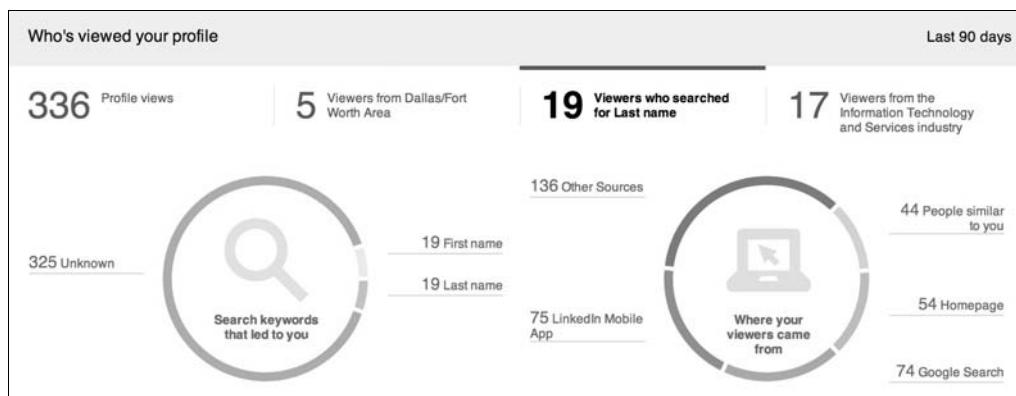 Who's viewed your profile
Last 90 days
336 Profile views
5 Viewers from Dallas/Fort
Worth Area
19 Viewers who searched
for Last name
17 Viewers from the
Information Technology
and Services industry
325 Unknown
19 First name
19 Last name
Search keywords
that led to you
136 Other Sources
44 People similar
to you
54 Homepage
75 LinkedIn Mobile
App
74 Google Search
Where your
viewers came
from